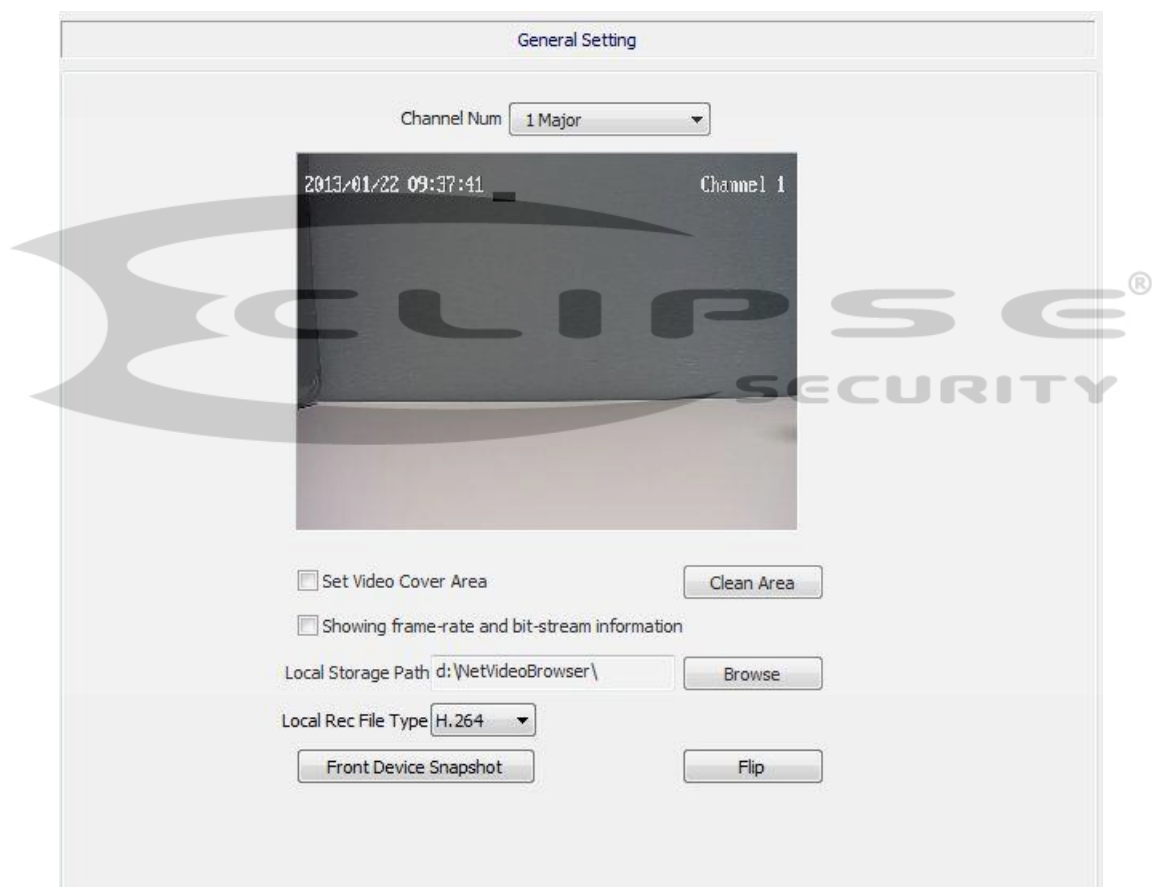 General Setting
Channel Num 1 Major
2013/01/22 09:37:41 Channel 1
ECLIPSE®
SECURITY
Set Video Cover Area Clean Area
Showing frame-rate and bit-stream information
Local Storage Path d:\NetVideoBrowser\ Browse
Local Rec File Type H.264
Front Device Snapshot Flip